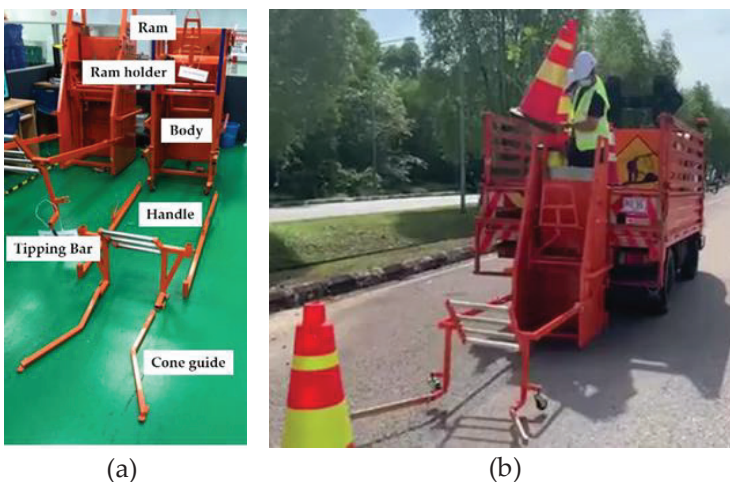 Ram
Ram holder
Body
Handle
Tipping Bar
Cone guide
(a)
(b)